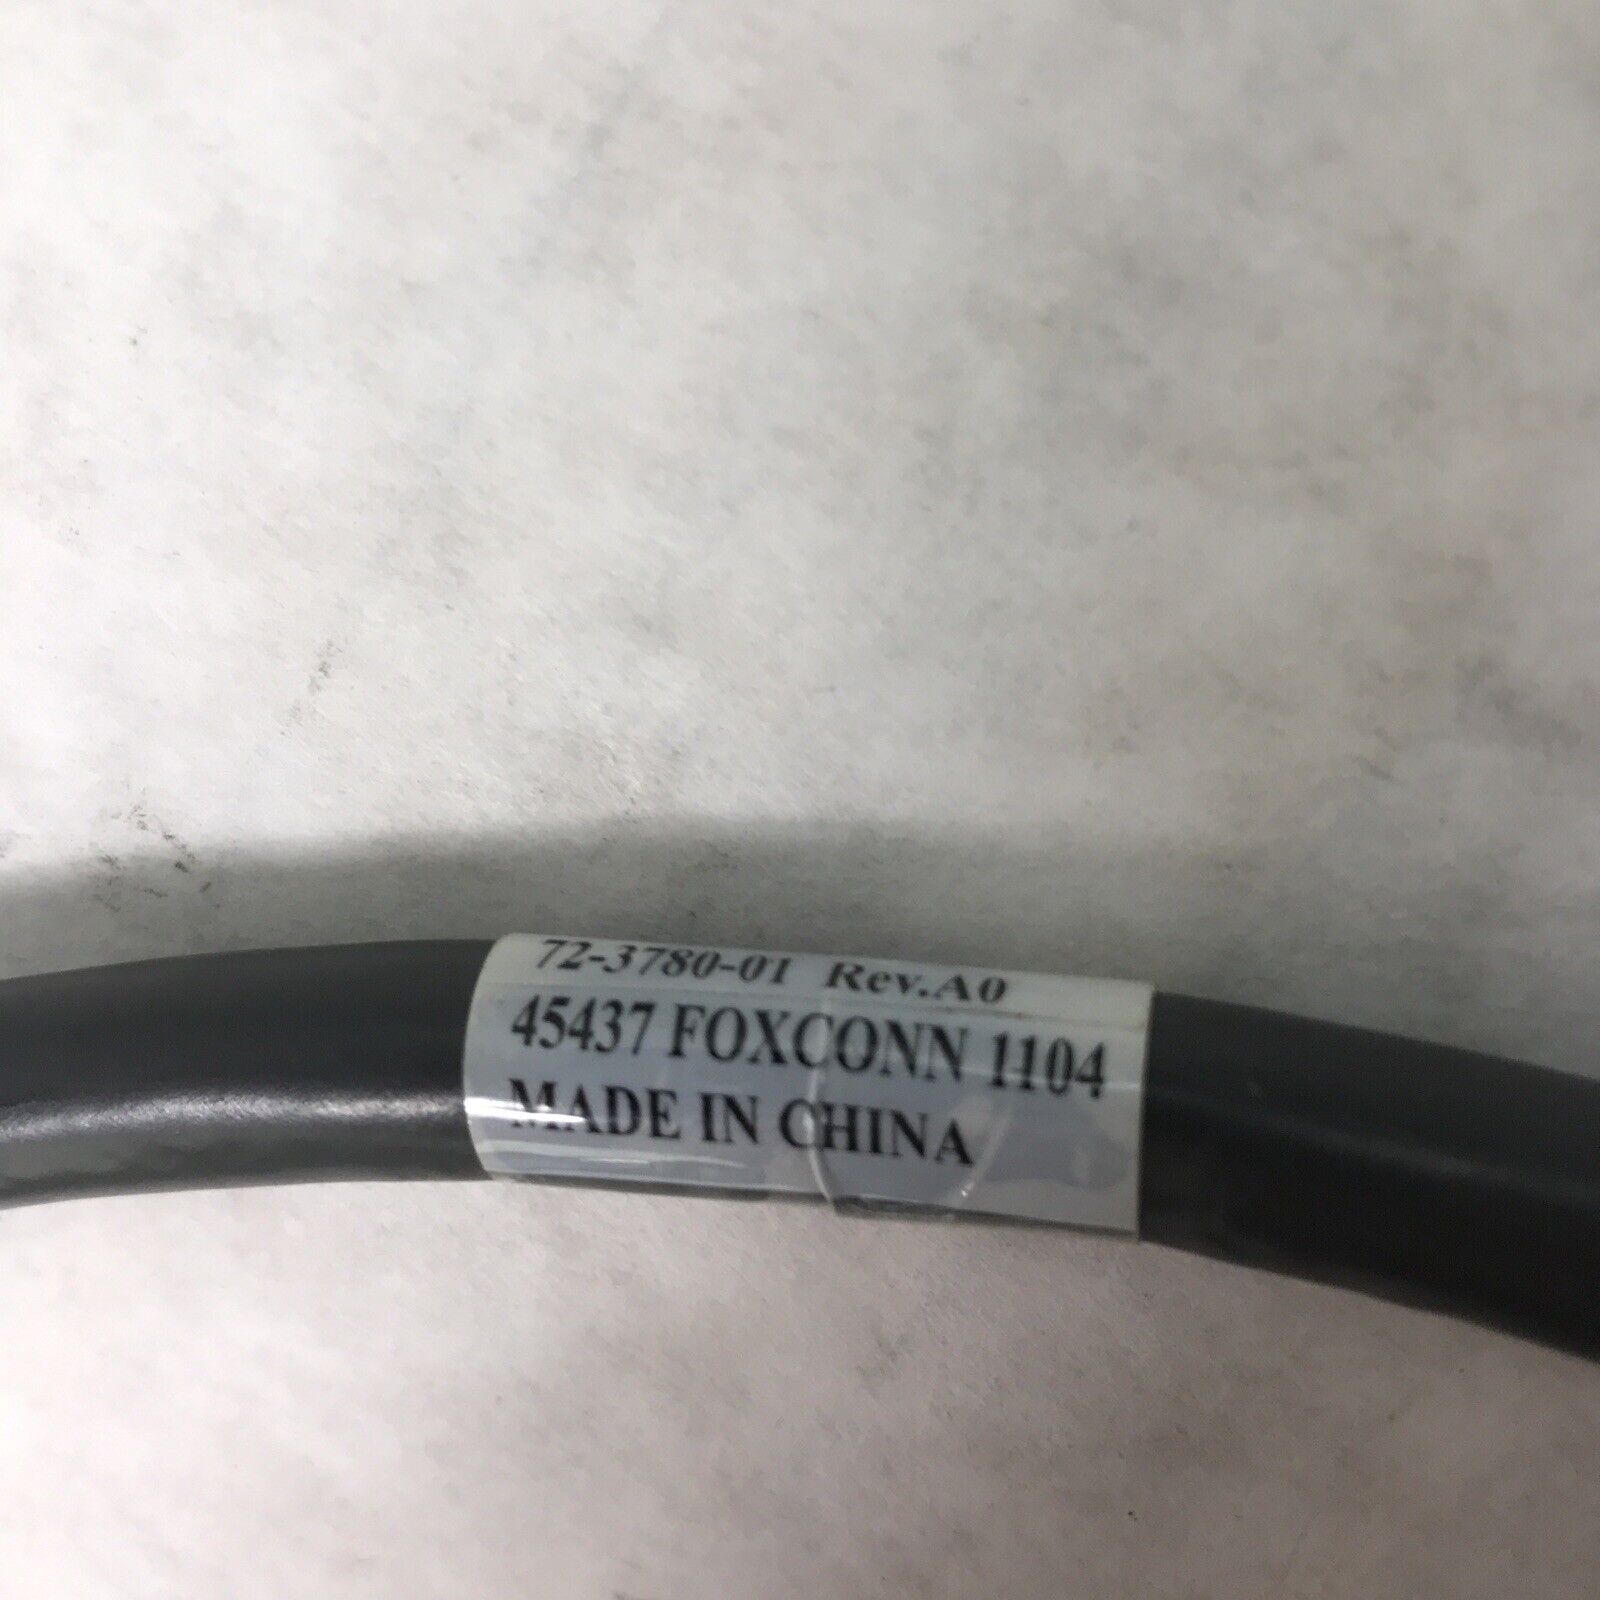 72-3780-01 Rev.A0
45437 FOXCONN 1104
MADE IN CHINA